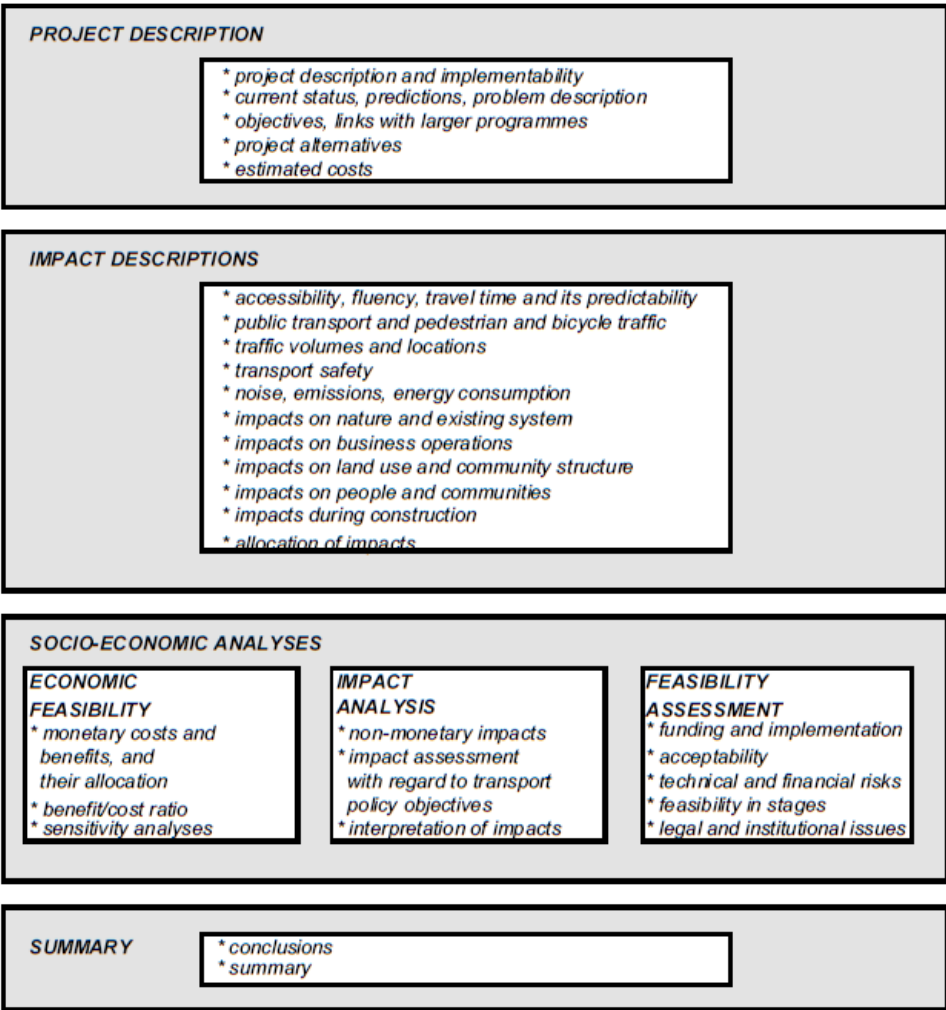 PROJECT DESCRIPTION
* project description and implementability
* current status, predictions, problem description
* objectives, links with larger programmes
* project alternatives
* estimated costs
IMPACT DESCRIPTIONS
* accessibility, fluency, travel time and its predictability
* public transport and pedestrian and bicycle traffic
* traffic volumes and locations
* transport safety
* noise, emissions, energy consumption
* impacts on nature and existing system
* impacts on business operations
* impacts on land use and community structure
* impacts on people and communities
* impacts during construction
* allocation of impacts
SOCIO-ECONOMIC ANALYSES
ECONOMIC
FEASIBILITY
* monetary costs and
benefits, and
their allocation
* benefit/cost ratio
* sensitivity analyses
IMPACT
ANALYSIS
* non-monetary impacts
* impact assessment
with regard to transport
policy objectives
* interpretation of impacts
FEASIBILITY
ASSESSMENT
* funding and implementation
* acceptability
* technical and financial risks
* feasibility in stages
* legal and institutional issues
SUMMARY
* conclusions
* summary